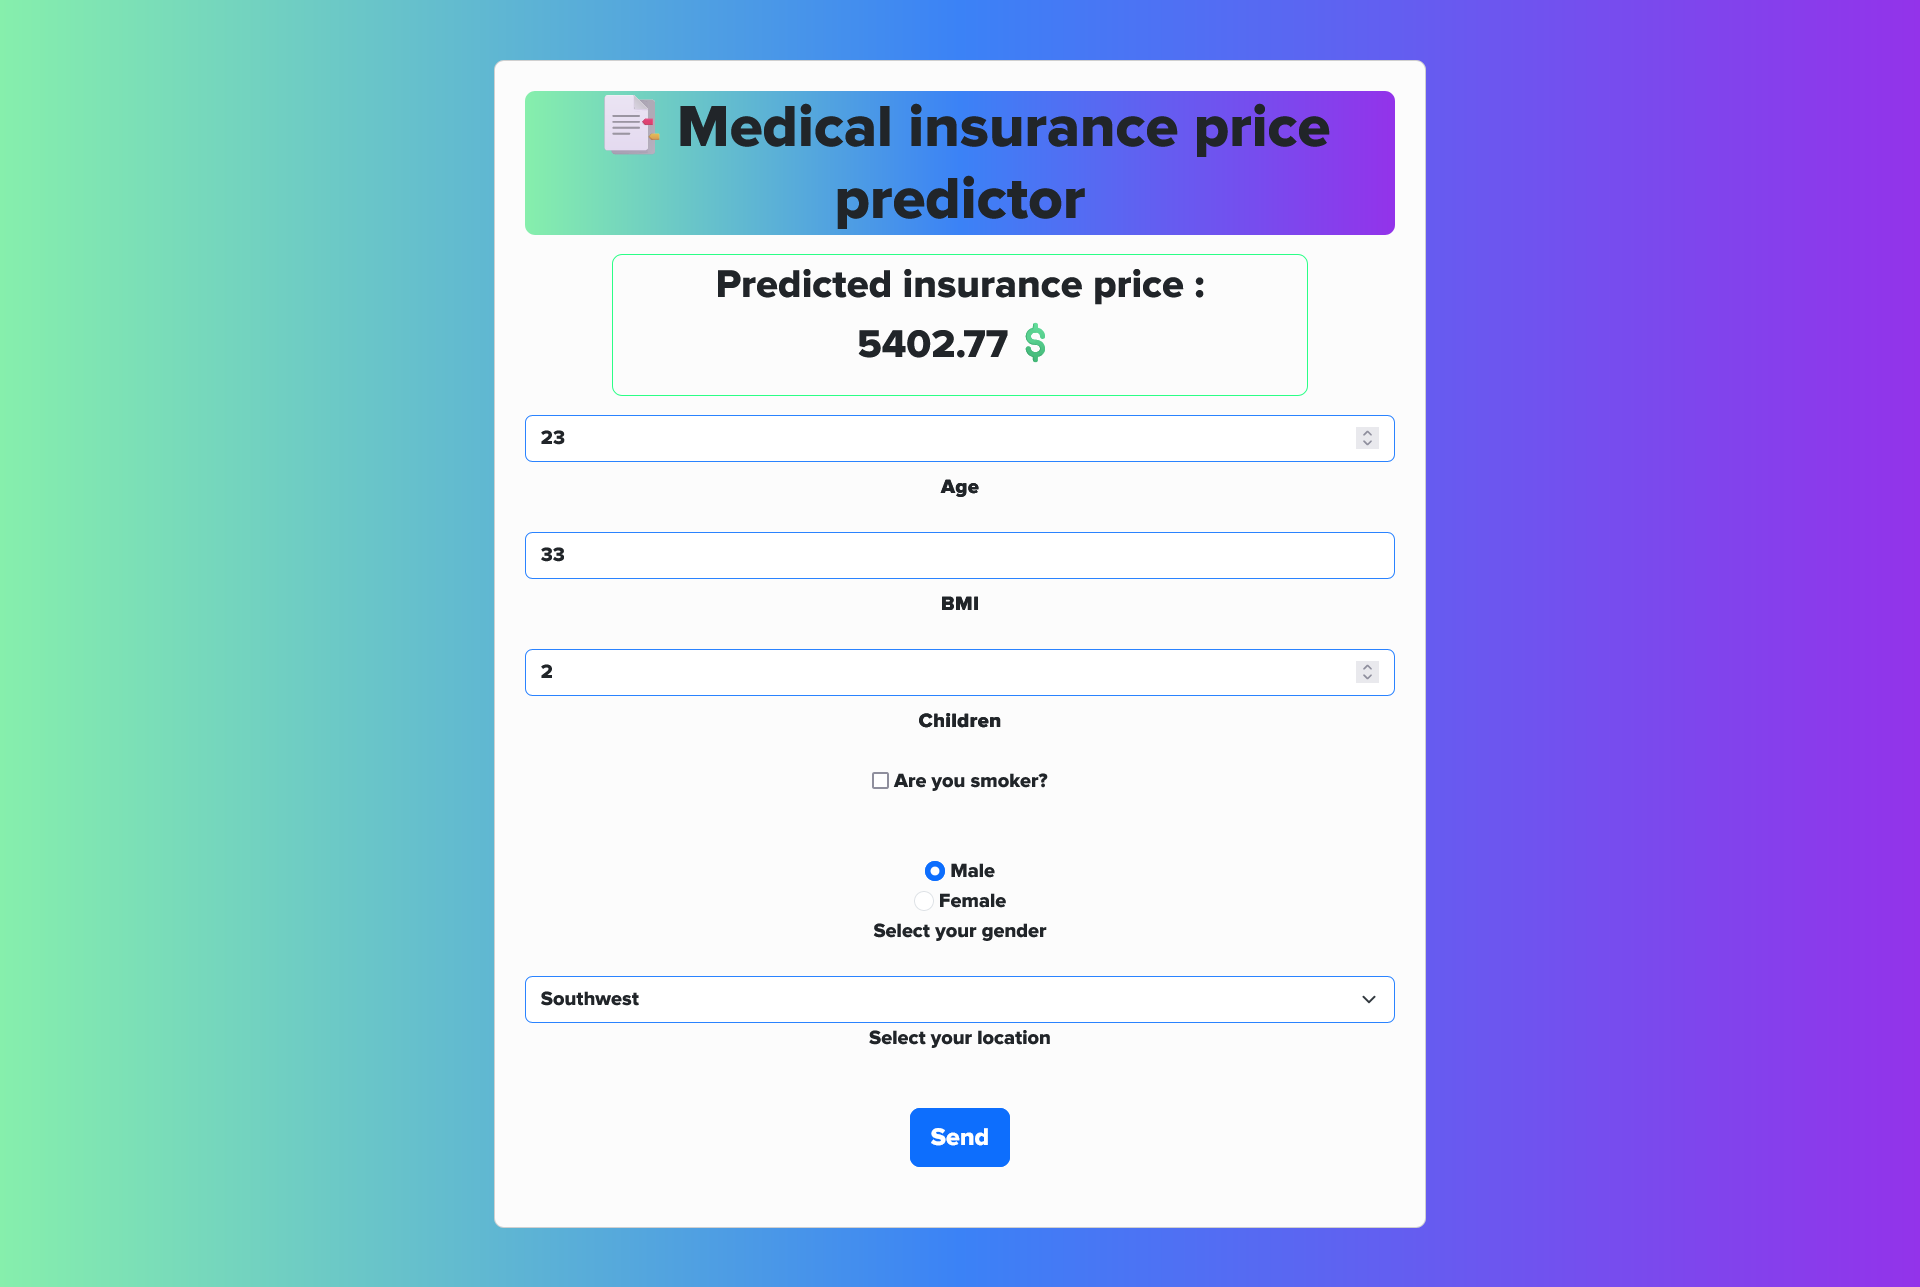 Medical insurance price
predictor
Predicted insurance price :
5402.77 $
23
Age
33
BMI
2
Children
Are you smoker?
Male
Female
Select your gender
Southwest
Select your location
Send